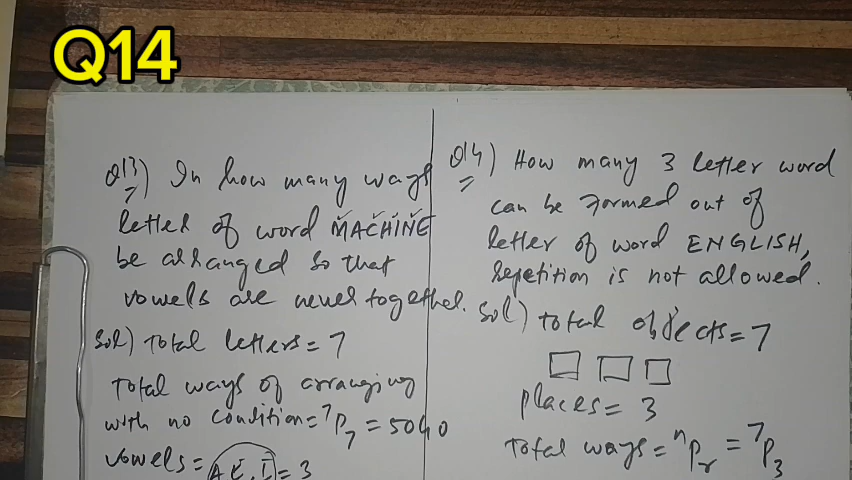 Q14
Q13) In how many ways
letter of word MACHINE
be arranged so that
vowels are never together.
Sol) Total letters = 7
Total ways of arranging
with no condition = ⁷P₇ = 5040
vowels = A, E, I = 3
Q14) How many 3 letter word
can be formed out of
letter of word ENGLISH,
repetition is not allowed.
Sol) Total objects = 7
places = 3
Total ways = ⁿPᵣ = ⁷P₃